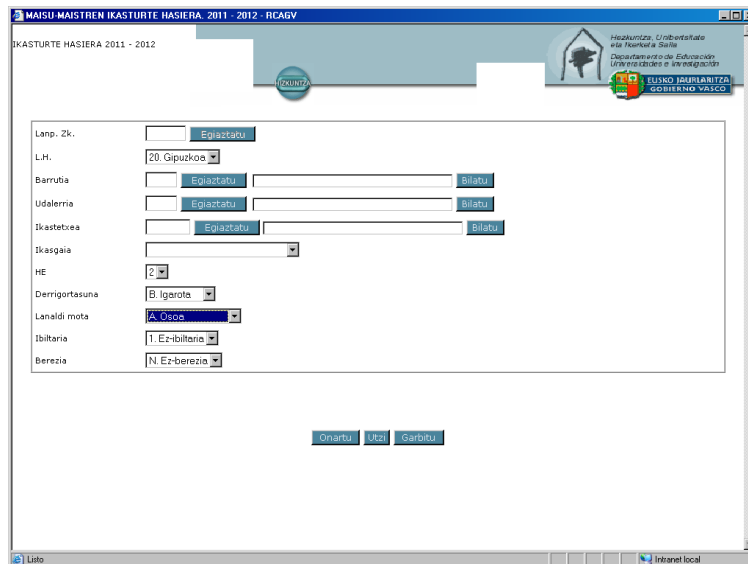 MAISU-MAISTREN IKASTURTE HASIERA. 2011 - 2012 - RCAGV
IKASTURTE HASIERA 2011 - 2012
HIZKUNTZA
Hezkuntza, Unibertsitate
eta Ikerketa Saila
Departamento de Educación
Universidades e Investigación
EUSKO JAURLARITZA
GOBIERNO VASCO
Lanp. Zk. Egiaztatu
L.H. 20. Gipuzkoa
Barrutia Egiaztatu Bilatu
Udalerria Egiaztatu Bilatu
Ikastetxea Egiaztatu Bilatu
Ikasgaia
HE 2
Derrigortasuna B. Igarota
Lanaldi mota A. Osoa
Ibiltaria 1. Ez-ibiltaria
Berezia N. Ez-berezia
Onartu Utzi Garbitu
Listo Intranet local